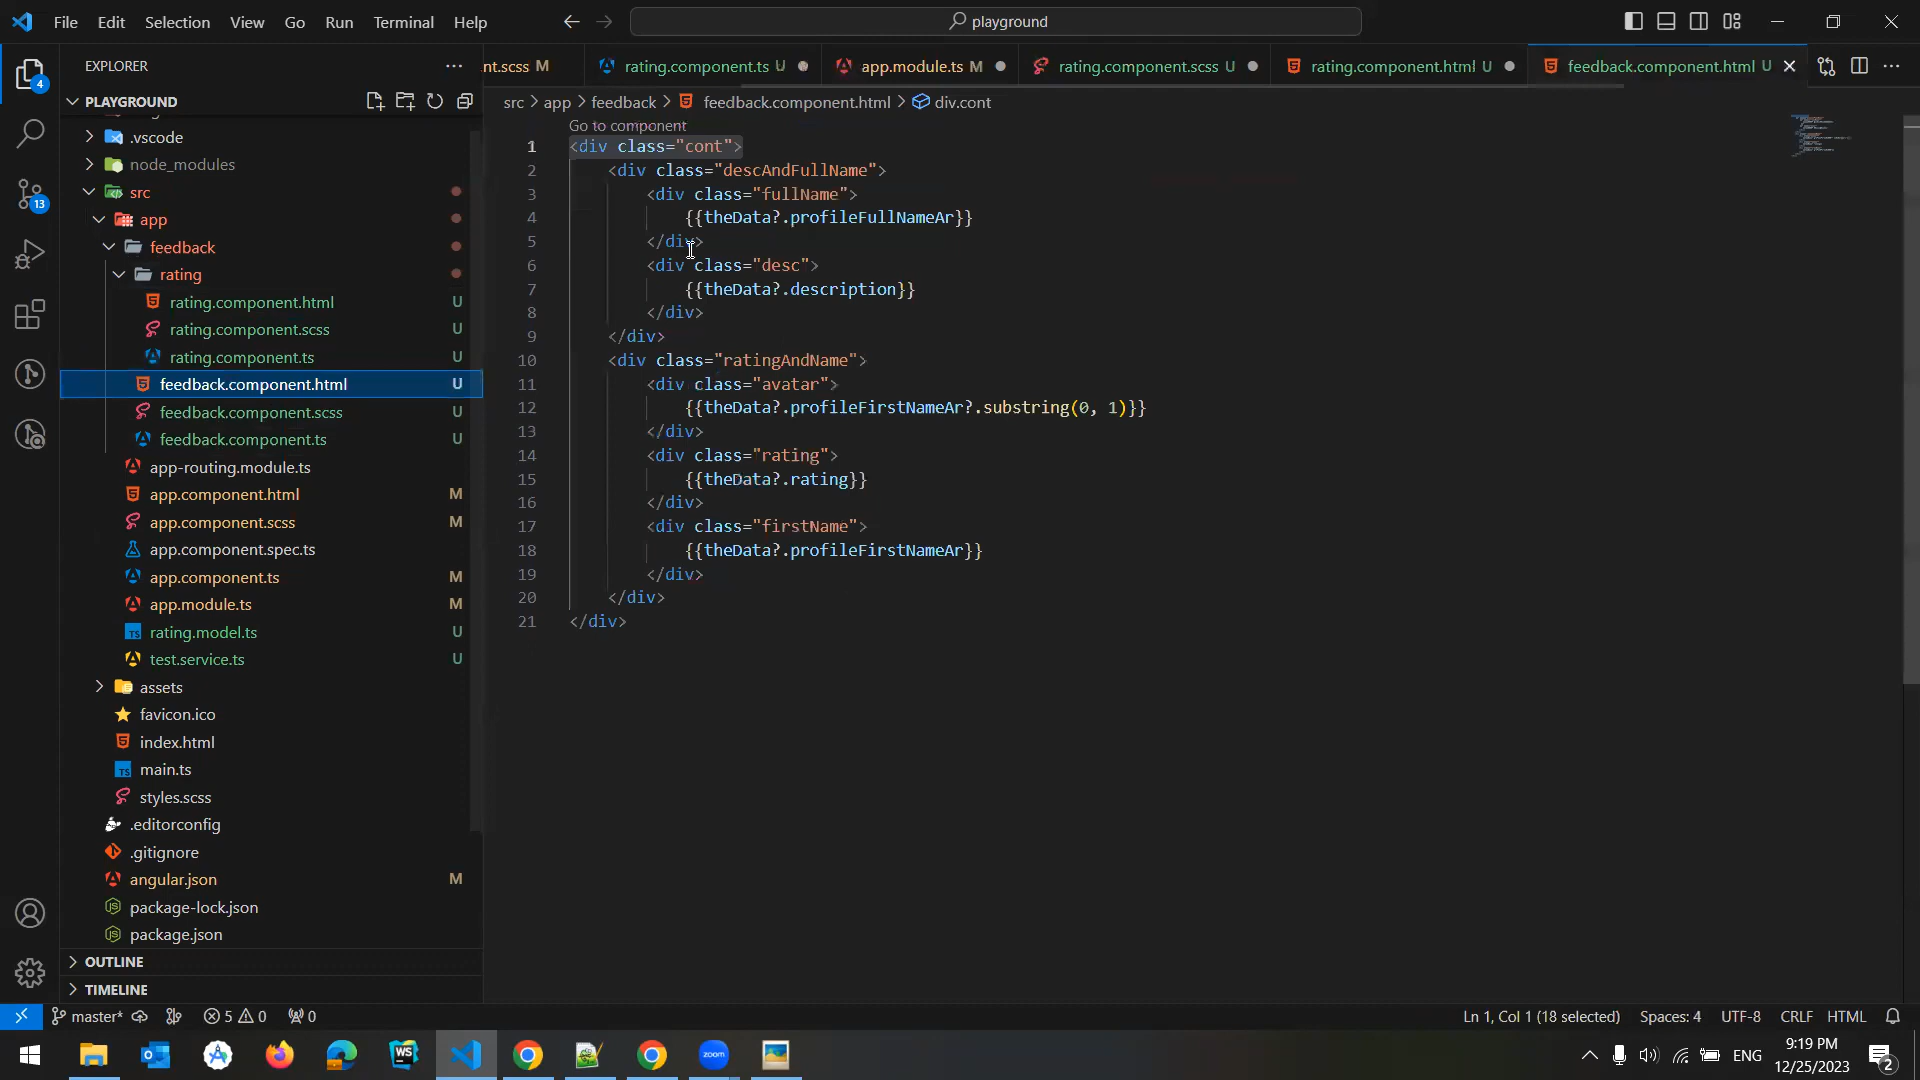 File Edit Selection View Go Run Terminal Help
playground
EXPLORER
PLAYGROUND
.vscode
node_modules
src
app
feedback
rating
rating.component.html U
rating.component.scss U
rating.component.ts U
feedback.component.html U
feedback.component.scss U
feedback.component.ts U
app-routing.module.ts
app.component.html M
app.component.scss M
app.component.spec.ts
app.component.ts M
app.module.ts M
rating.model.ts U
test.service.ts U
assets
favicon.ico
index.html
main.ts
styles.scss
.editorconfig
.gitignore
angular.json M
package-lock.json
package.json
OUTLINE
TIMELINE
4
13
nt.scss M
rating.component.ts U
app.module.ts M
rating.component.scss U
rating.component.html U
feedback.component.html U
src > app > feedback > feedback.component.html > div.cont
Go to component
1 <div class="cont">
2 <div class="descAndFullName">
3 <div class="fullName">
4 {{theData?.profileFullNameAr}}
5 </div>
6 <div class="desc">
7 {{theData?.description}}
8 </div>
9 </div>
10 <div class="ratingAndName">
11 <div class="avatar">
12 {{theData?.profileFirstNameAr?.substring(0, 1)}}
13 </div>
14 <div class="rating">
15 {{theData?.rating}}
16 </div>
17 <div class="firstName">
18 {{theData?.profileFirstNameAr}}
19 </div>
20 </div>
21 </div>
master* 5 0 0
Ln 1, Col 1 (18 selected) Spaces: 4 UTF-8 CRLF HTML
WS
zoom
ENG
9:19 PM
12/25/2023
2